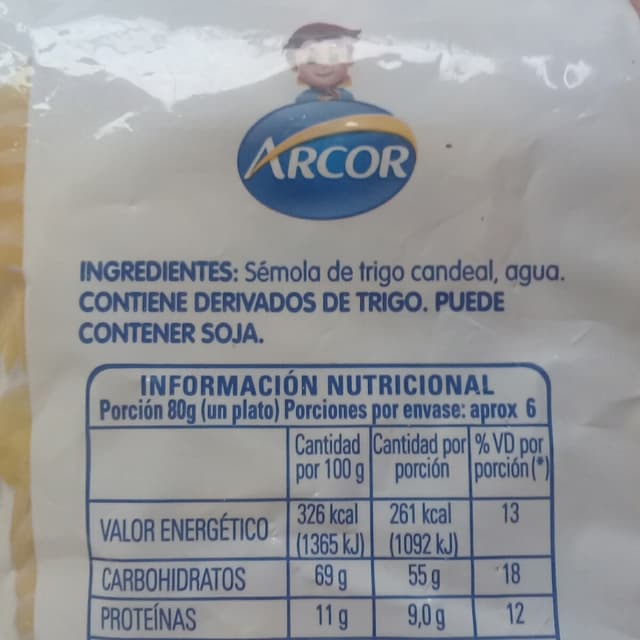 ARCOR
INGREDIENTES: Sémola de trigo candeal, agua.
CONTIENE DERIVADOS DE TRIGO. PUEDE
CONTENER SOJA.
INFORMACIÓN NUTRICIONAL
Porción 80g (un plato) Porciones por envase: aprox 6
Cantidad por 100 g Cantidad por porción % VD por porción (*)
VALOR ENERGÉTICO 326 kcal (1365 kJ) 261 kcal (1092 kJ) 13
CARBOHIDRATOS 69 g 55 g 18
PROTEÍNAS 11 g 9,0 g 12